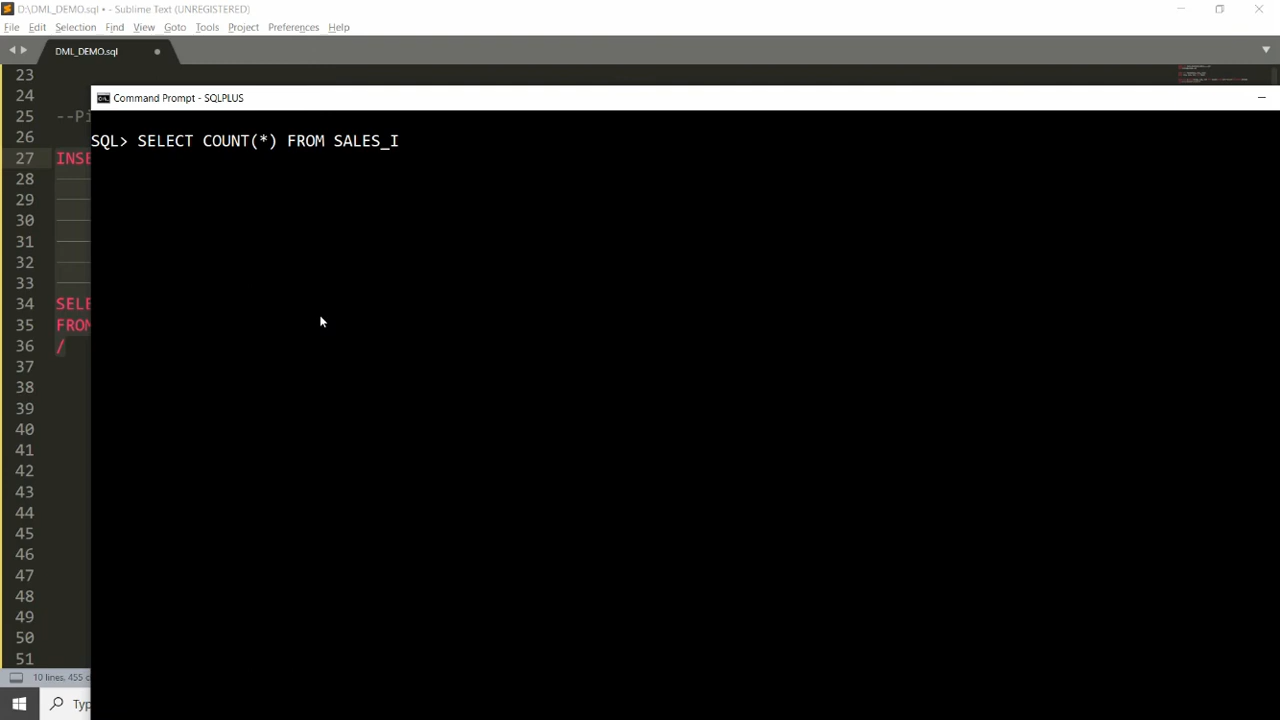 D:\DML_DEMO.sql • - Sublime Text (UNREGISTERED)
File Edit Selection Find View Goto Tools Project Preferences Help
DML_DEMO.sql
23
24
25 --Pi
26
27 INSE
28
29
30
31
32
33
34 SELE
35 FROM
36 /
37
38
39
40
41
42
43
44
45
46
47
48
49
50
51
Command Prompt - SQLPLUS
SQL> SELECT COUNT(*) FROM SALES_I
10 lines, 455 c
Typ